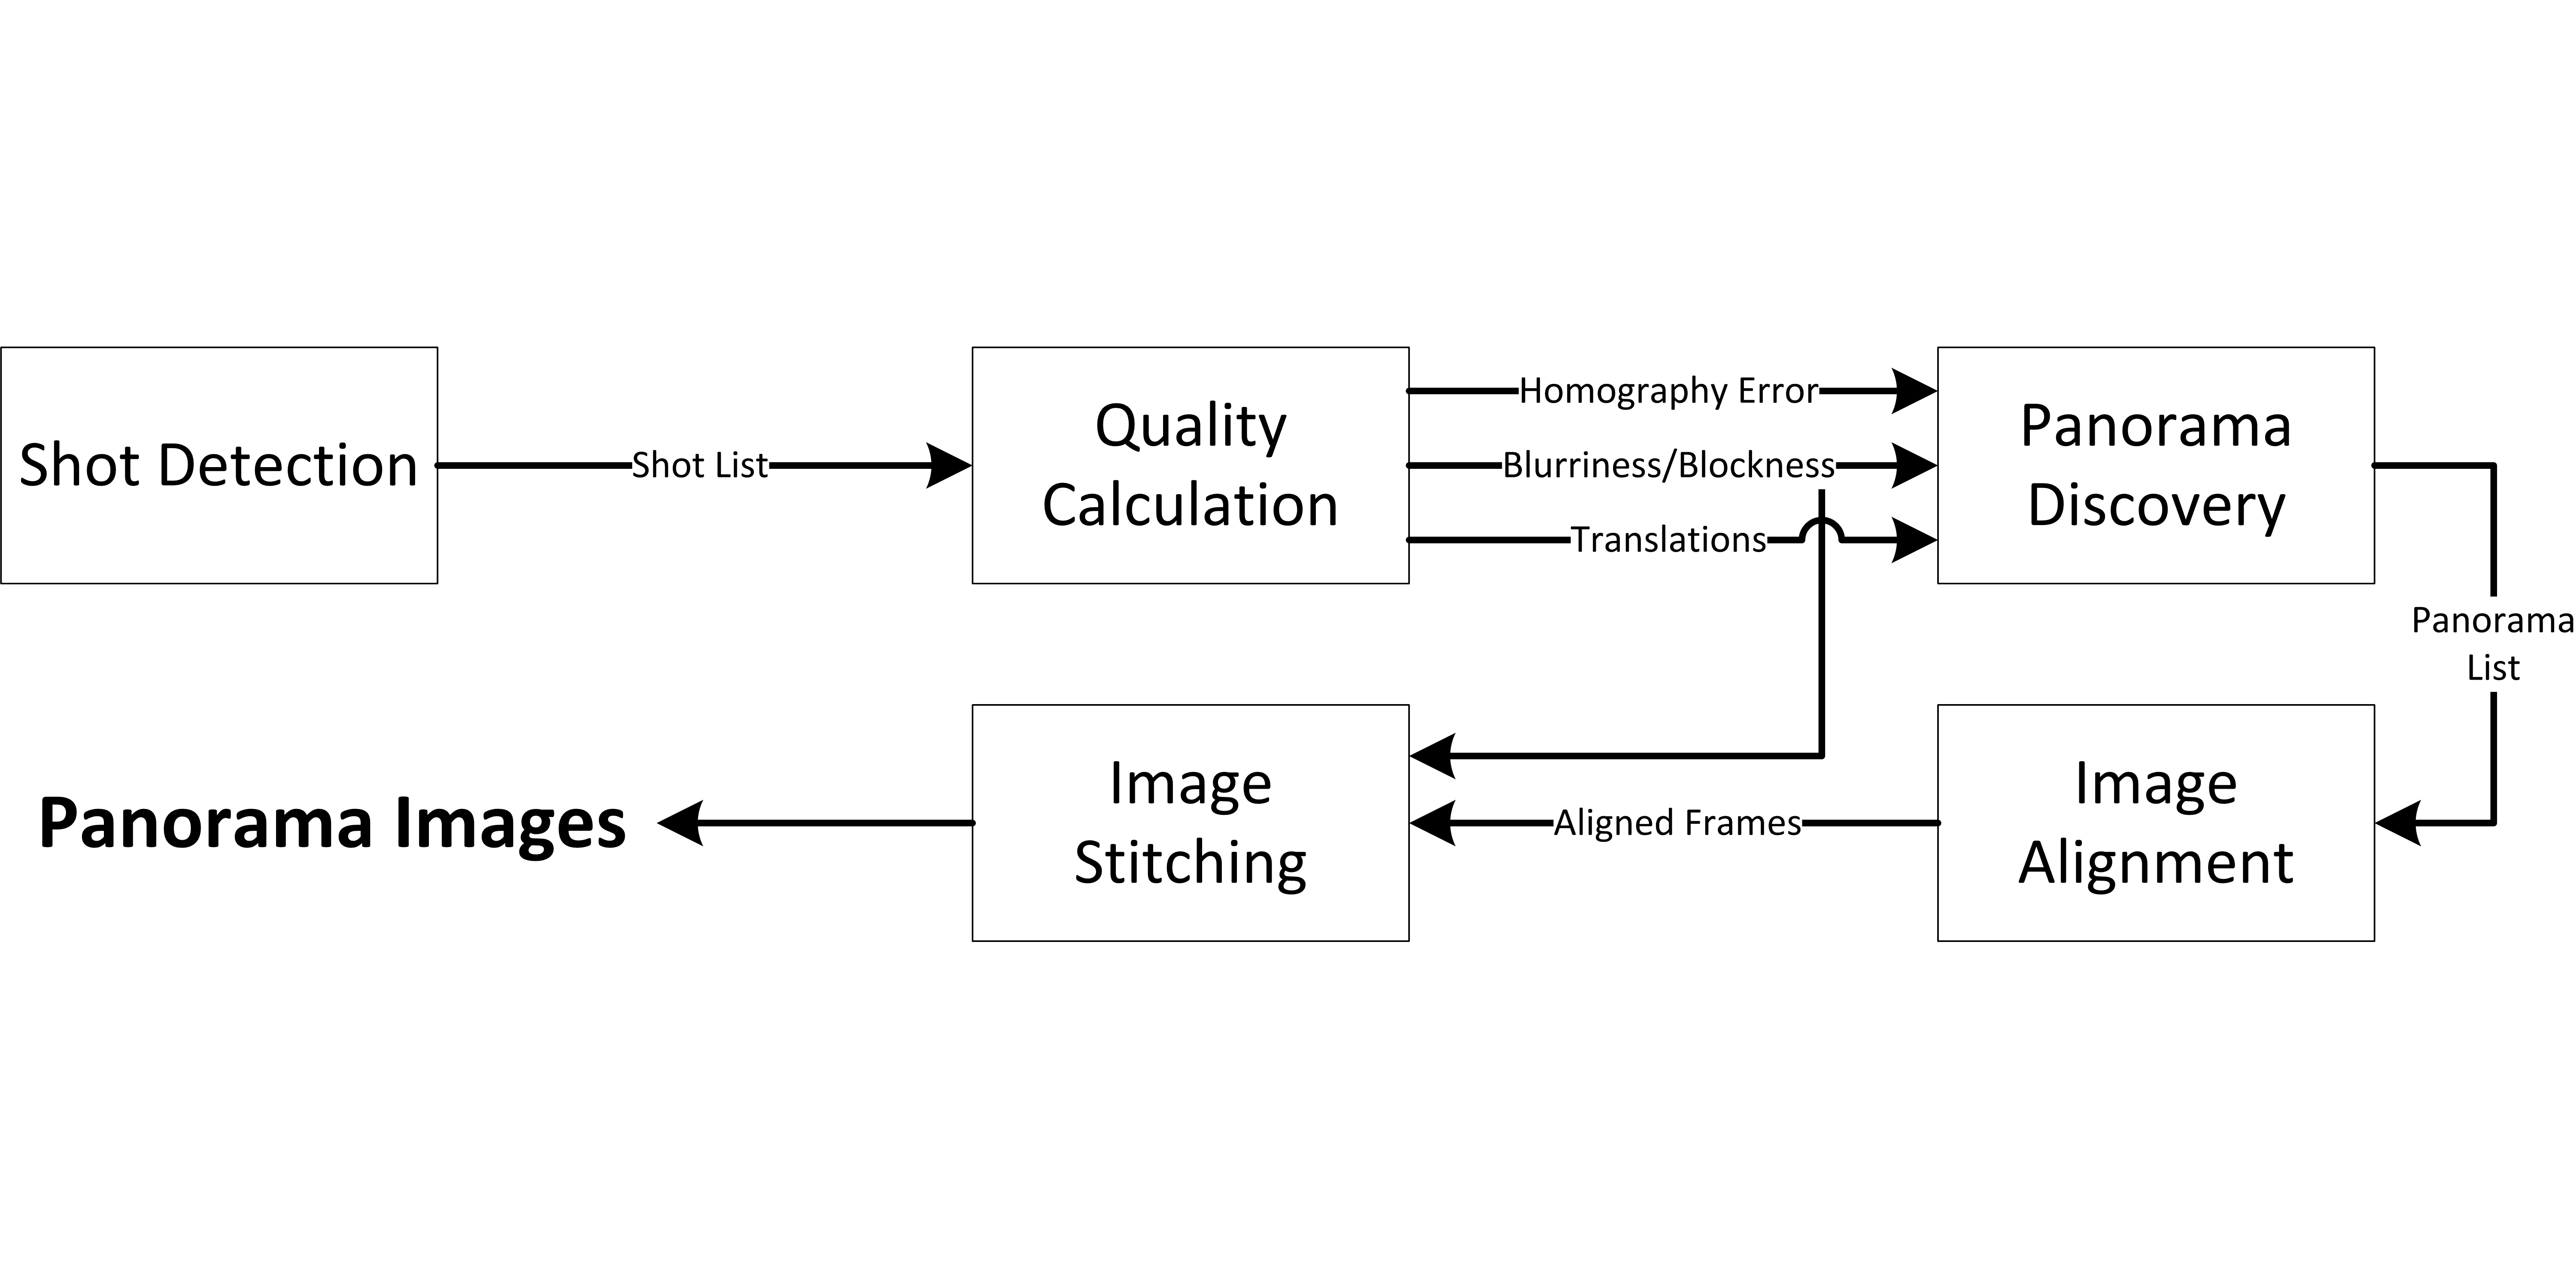 Shot Detection
Shot List
Quality
Calculation
Homography Error
Blurriness/Blockness
Translations
Panorama
Discovery
Panorama
List
Image
Alignment
Aligned Frames
Image
Stitching
Panorama Images